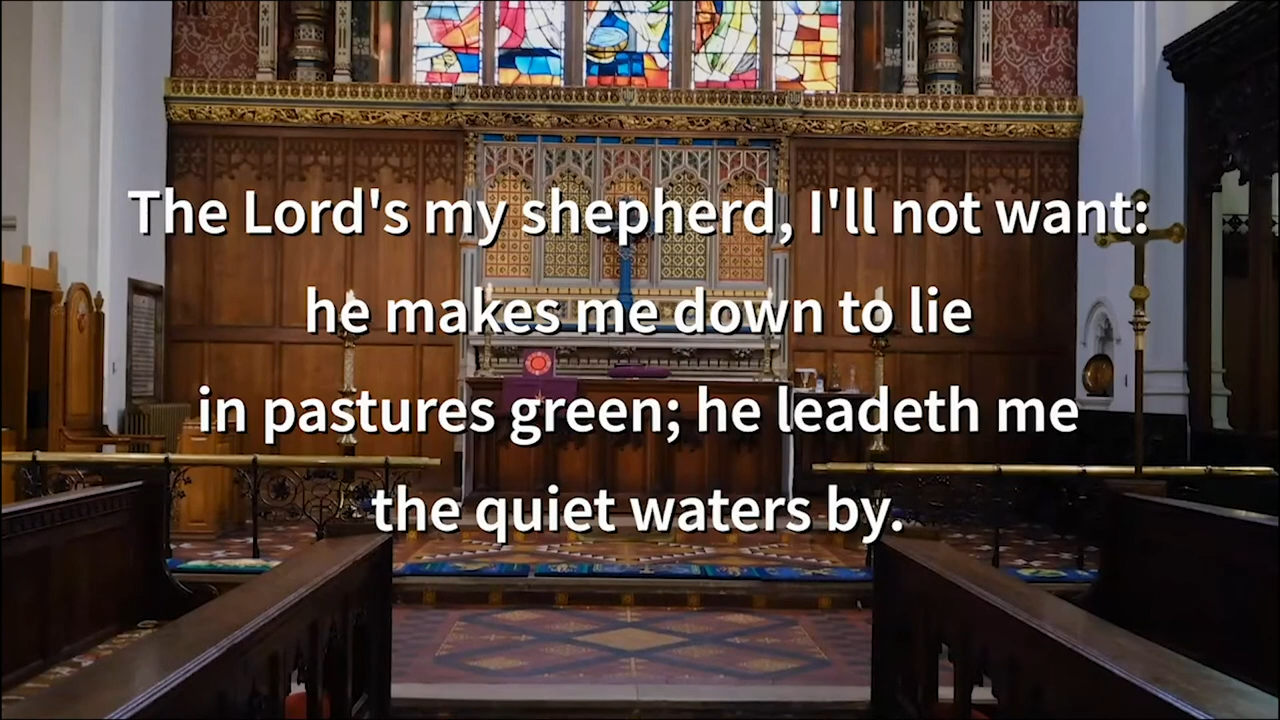 The Lord's my shepherd, I'll not want:
he makes me down to lie
in pastures green; he leadeth me
the quiet waters by.